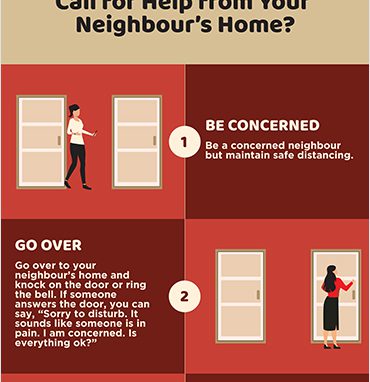 Call for Help from Your
Neighbour's Home?
1
BE CONCERNED
Be a concerned neighbour
but maintain safe distancing.
GO OVER
Go over to your
neighbour's home and
knock on the door or ring
the bell. If someone
answers the door, you can
say, “Sorry to disturb. It
sounds like someone is in
pain. I am concerned. Is
everything ok?”
2